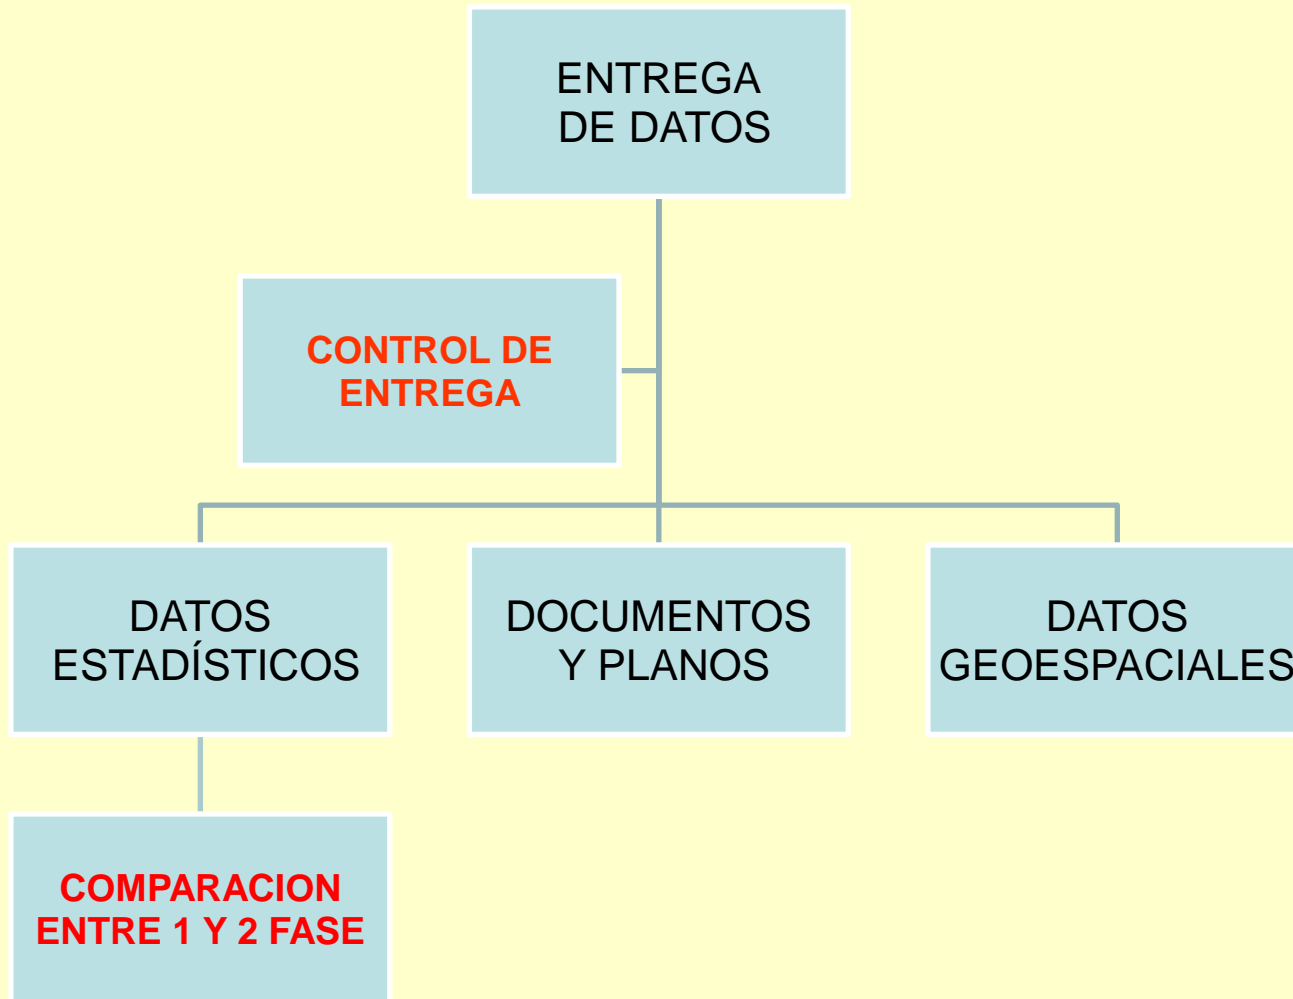 ENTREGA
DE DATOS
CONTROL DE
ENTREGA
DATOS
ESTADÍSTICOS
DOCUMENTOS
Y PLANOS
DATOS
GEOESPACIALES
COMPARACION
ENTRE 1 Y 2 FASE